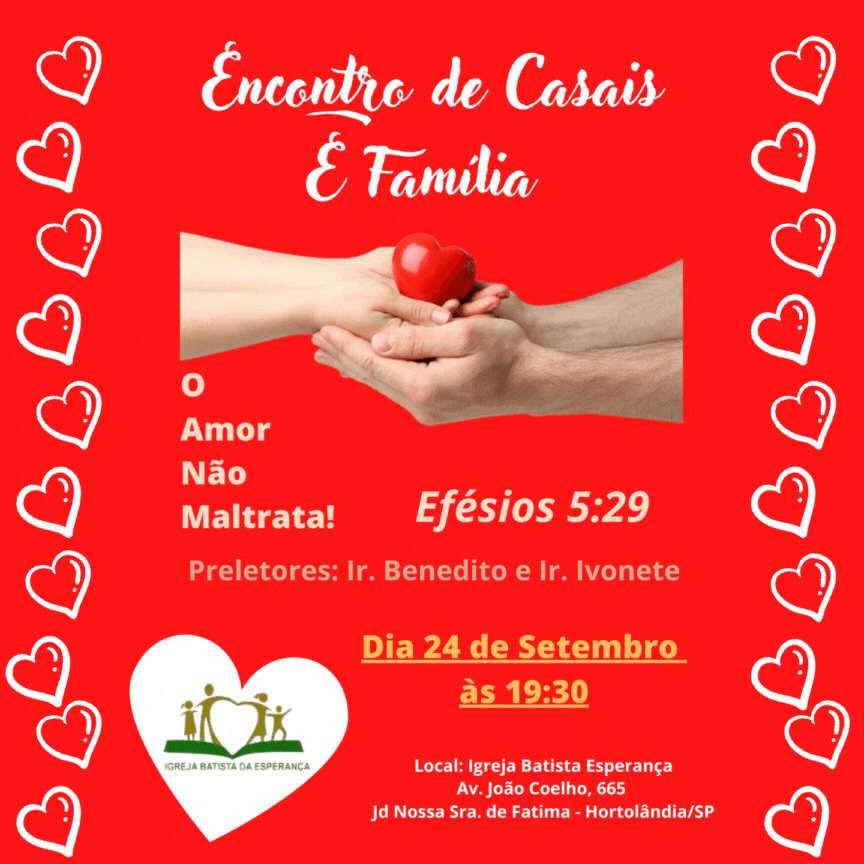 Encontro de Casais
É Família
O
Amor
Não
Maltrata!
Efésios 5:29
Preletores: Ir. Benedito e Ir. Ivonete
Dia 24 de Setembro
às 19:30
IGREJA BATISTA DA ESPERANÇA
Local: Igreja Batista Esperança
Av. João Coelho, 665
Jd Nossa Sra. de Fatima - Hortolândia/SP